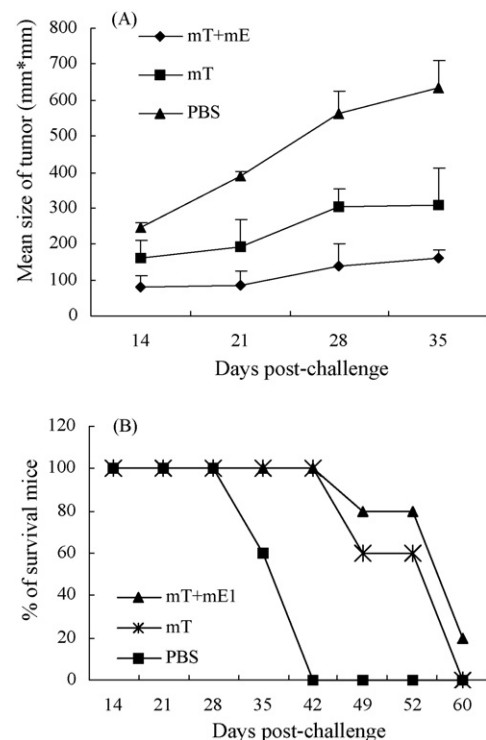 (A)
800
700
600
500
400
300
200
100
0
mT+mE
mT
PBS
Mean size of tumor (mm*mm)
14 21 28 35
Days post-challenge
(B)
120
100
80
60
40
20
0
mT+mE1
mT
PBS
% of survival mice
14 21 28 35 42 49 52 60
Days post-challenge